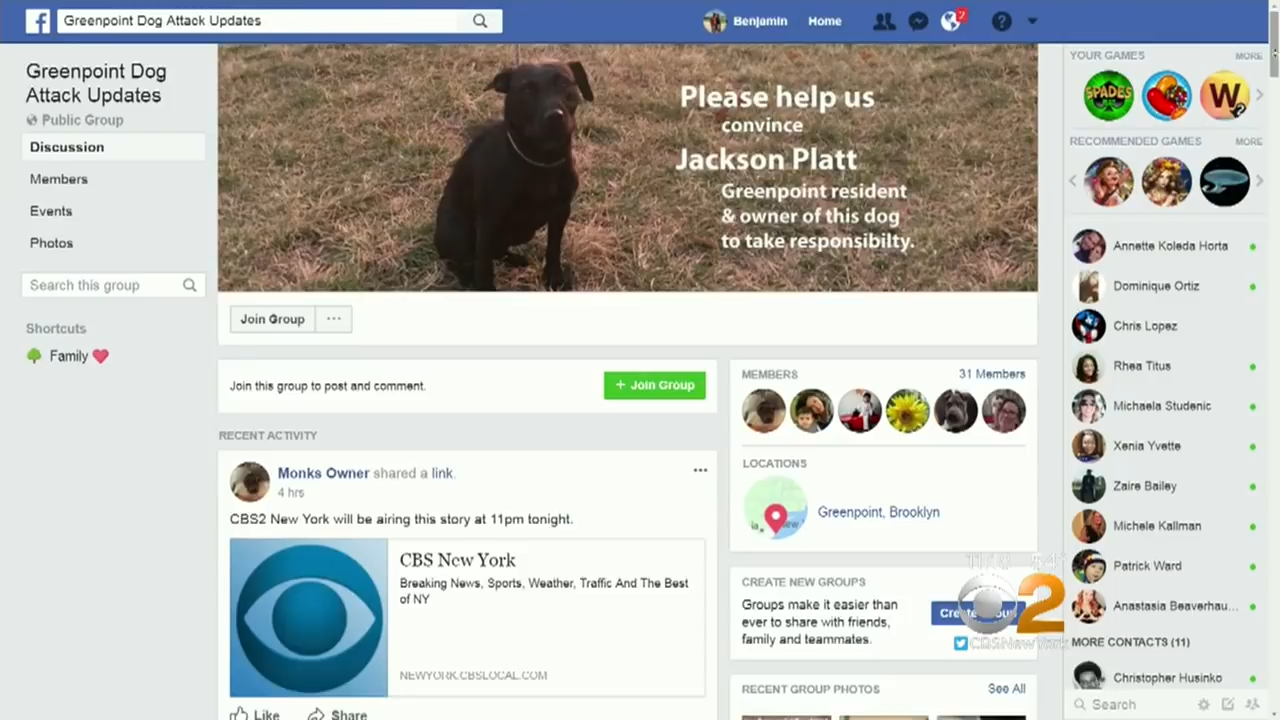 Greenpoint Dog Attack Updates
Benjamin
Home
2
?
Greenpoint Dog
Attack Updates
Public Group
Discussion
Members
Events
Photos
Search this group
Shortcuts
Family
Please help us
convince
Jackson Platt
Greenpoint resident
& owner of this dog
to take responsibilty.
Join Group
Join this group to post and comment.
+ Join Group
RECENT ACTIVITY
Monks Owner shared a link.
4 hrs
CBS2 New York will be airing this story at 11pm tonight.
CBS New York
Breaking News, Sports, Weather, Traffic And The Best
of NY
NEWYORK.CBSLOCAL.COM
Like
Share
MEMBERS
31 Members
LOCATIONS
Greenpoint, Brooklyn
CREATE NEW GROUPS
Groups make it easier than
ever to share with friends,
family and teammates.
RECENT GROUP PHOTOS
See All
YOUR GAMES
MORE
SPADES
W
RECOMMENDED GAMES
MORE
Annette Koleda Horta
Dominique Ortiz
Chris Lopez
Rhea Titus
Michaela Studenic
Xenia Yvette
Zaire Bailey
Michele Kallman
Patrick Ward
Anastasia Beaverhau...
MORE CONTACTS (11)
Christopher Husinko
Search
2
CBSNewYork